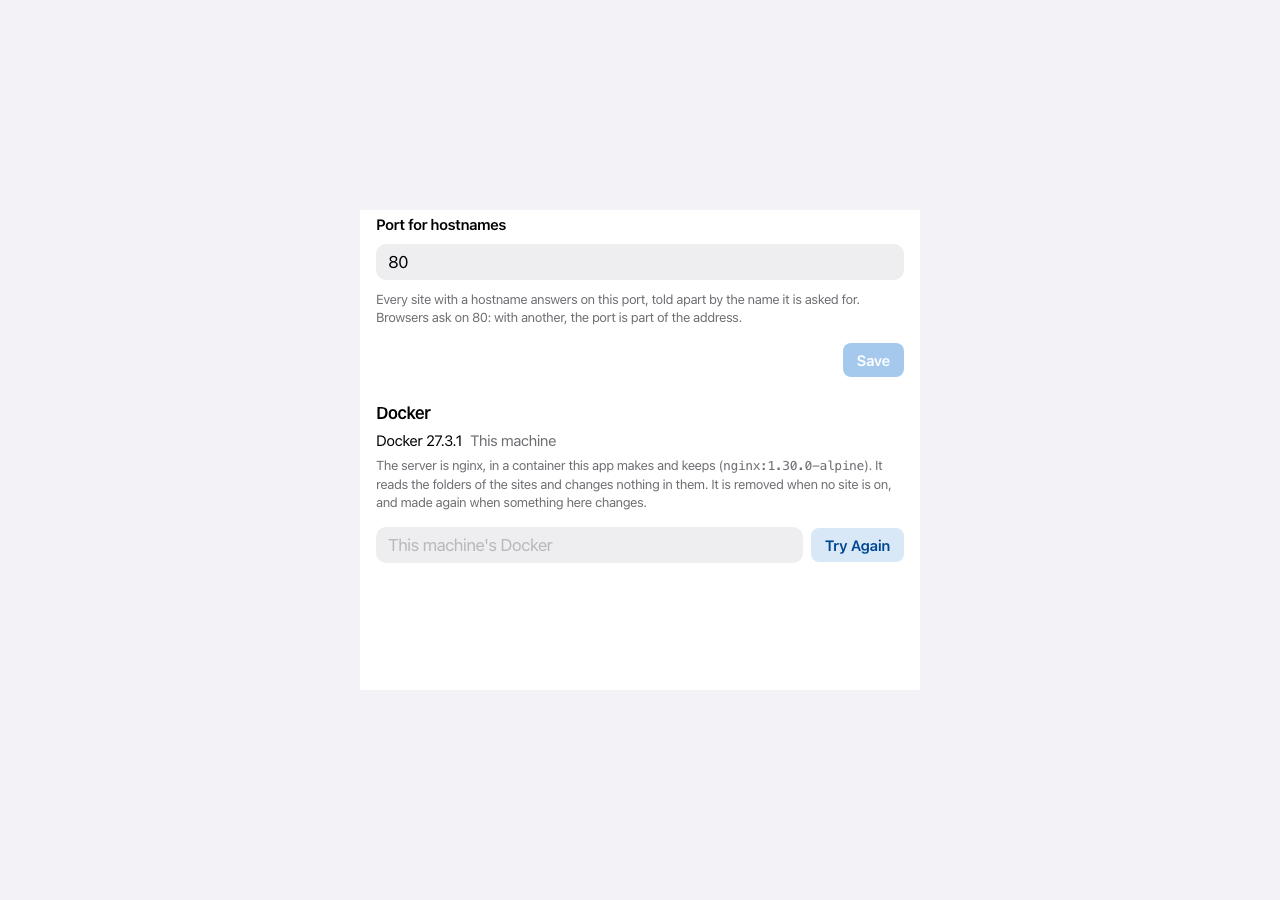 Port for hostnames
80
Every site with a hostname answers on this port, told apart by the name it is asked for.
Browsers ask on 80: with another, the port is part of the address.
Save
Docker
Docker 27.3.1 This machine
The server is nginx, in a container this app makes and keeps (nginx:1.30.0-alpine). It
reads the folders of the sites and changes nothing in them. It is removed when no site is on,
and made again when something here changes.
This machine's Docker
Try Again